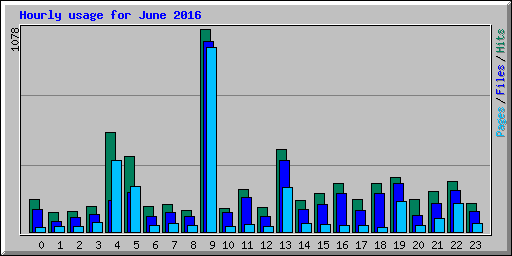 Hourly usage for June 2016
1078
Pages / Files / Hits
0 1 2 3 4 5 6 7 8 9 10 11 12 13 14 15 16 17 18 19 20 21 22 23